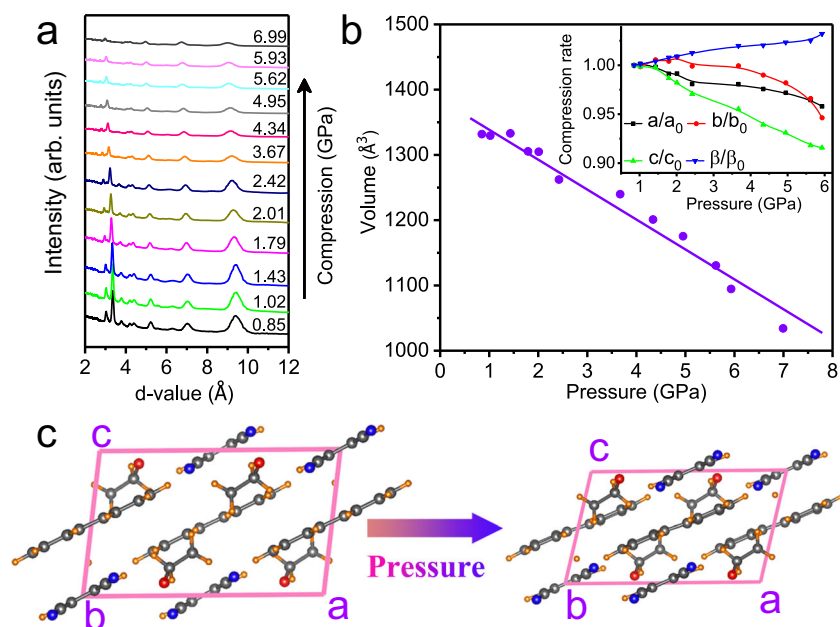 a
Intensity (arb. units)
6.99
5.93
5.62
4.95
4.34
3.67
2.42
2.01
1.79
1.43
1.02
0.85
Compression (GPa)
2 4 6 8 10 12
d-value (Å)
b
1500
1400
1300
1200
1100
1000
Volume (Å³)
0 1 2 3 4 5 6 7 8
Pressure (GPa)
Compression rate
1.00
0.95
0.90
a/a₀ b/b₀
c/c₀ β/β₀
1 2 3 4 5 6
Pressure (GPa)
c
c
b
a
Pressure
c
b
a